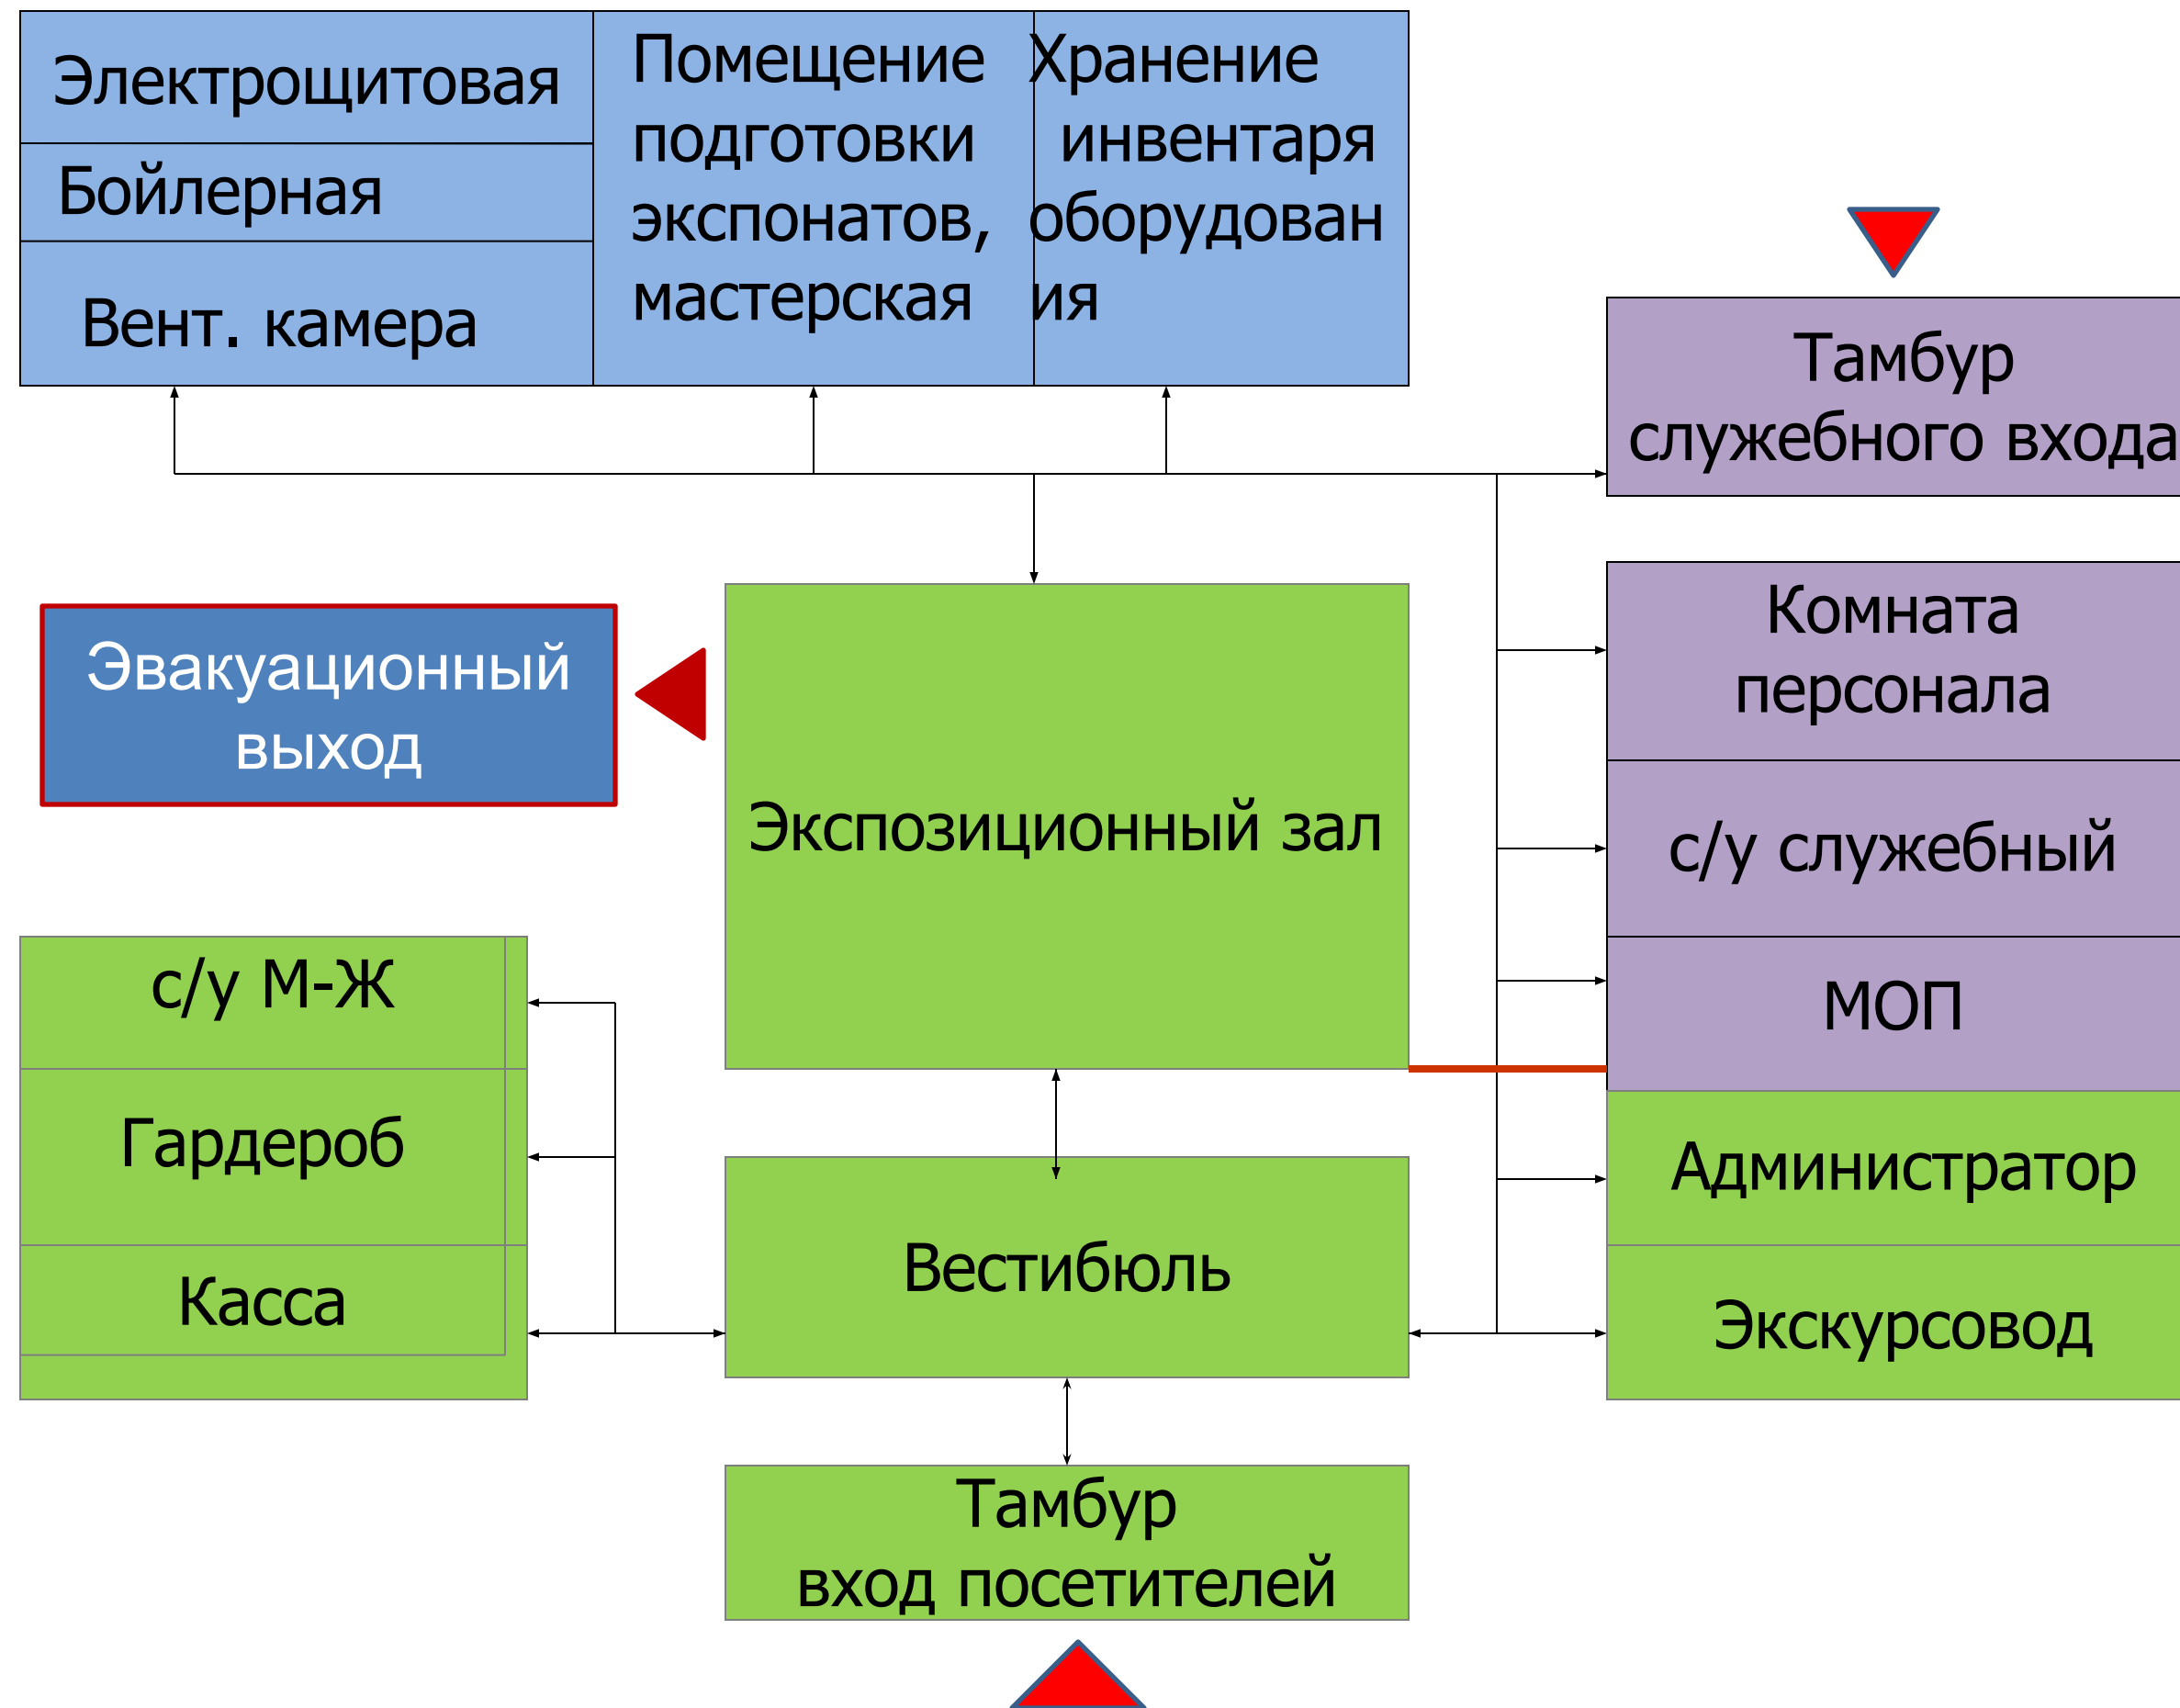 Электрощитовая
Бойлерная
Вент. камера
Помещение
подготовки
экспонатов,
мастерская
Хранение
инвентаря
оборудован
ия
Тамбур
служебного входа
Эвакуационный
выход
Экспозиционный зал
Комната
персонала
с/у служебный
МОП
Администратор
Экскурсовод
с/у М-Ж
Гардероб
Касса
Вестибюль
Тамбур
вход посетителей